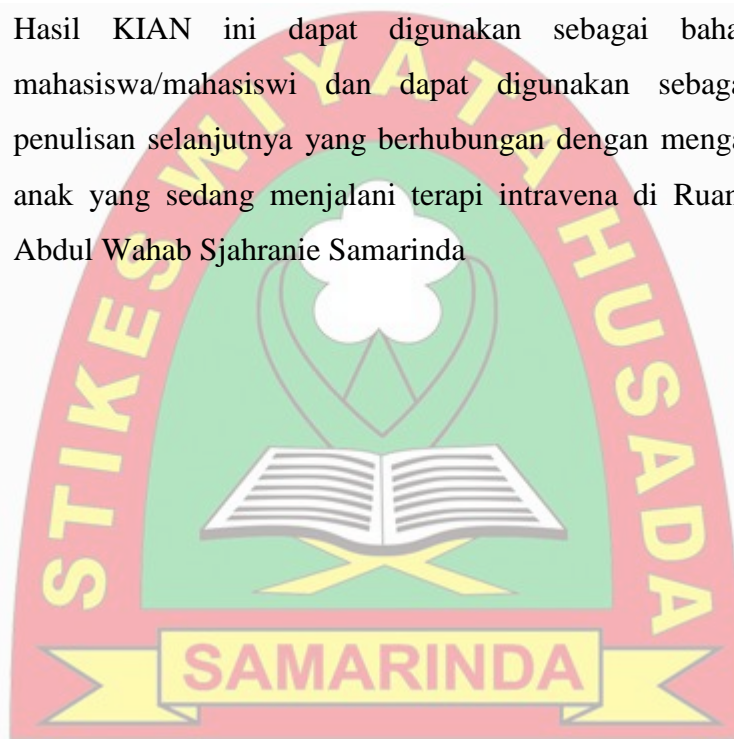 Hasil KIAN ini dapat digunakan sebagai baha
mahasiswa/mahasiswi dan dapat digunakan sebaga
penulisan selanjutnya yang berhubungan dengan menga
anak yang sedang menjalani terapi intravena di Ruan
Abdul Wahab Sjahranie Samarinda
STIKES WIYATA HUSADA
SAMARINDA